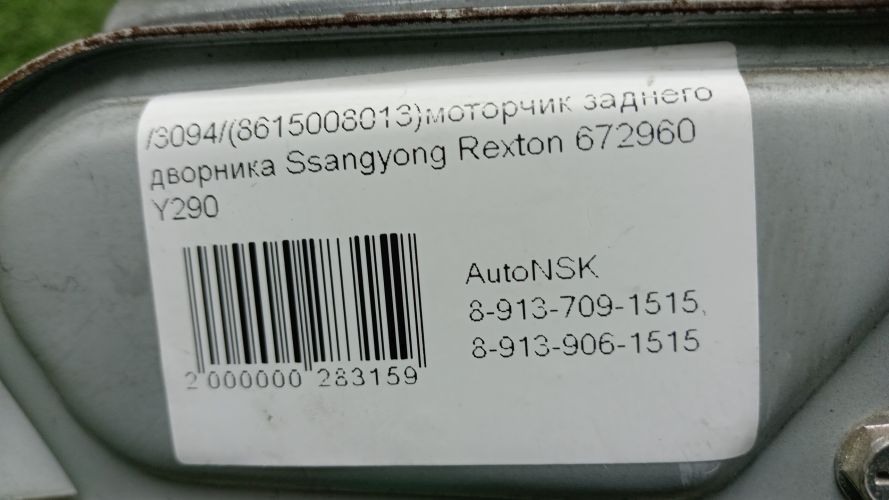 /3094/(8615008013)моторчик заднего
дворника Ssangyong Rexton 672960
Y290
AutoNSK
8-913-709-1515,
8-913-906-1515
2 000000 283159